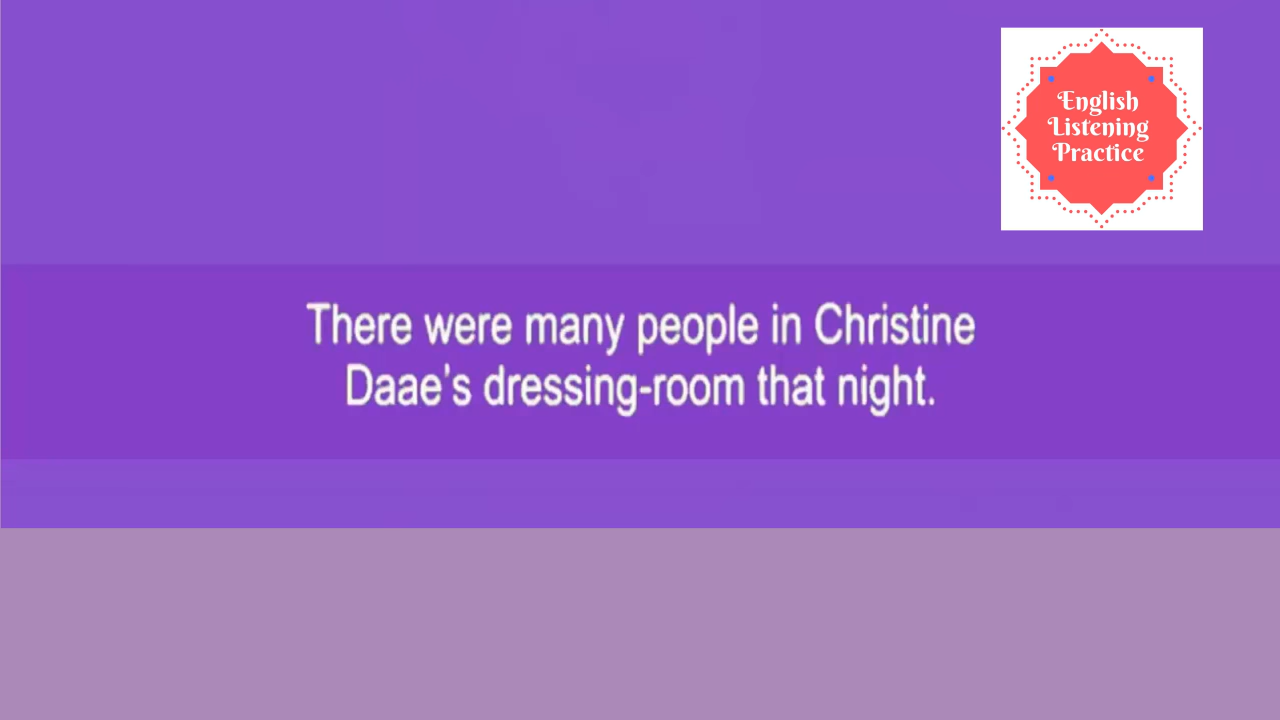 English
Listening
Practice
There were many people in Christine
Daae's dressing-room that night.